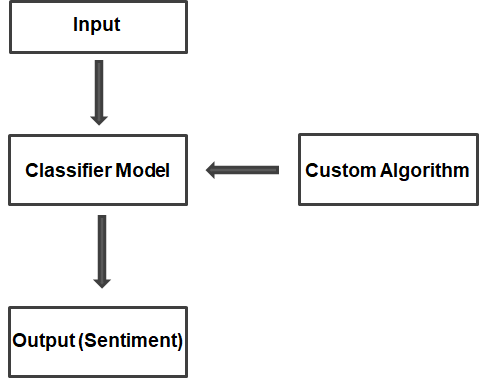 Input
Classifier Model
Custom Algorithm
Output (Sentiment)